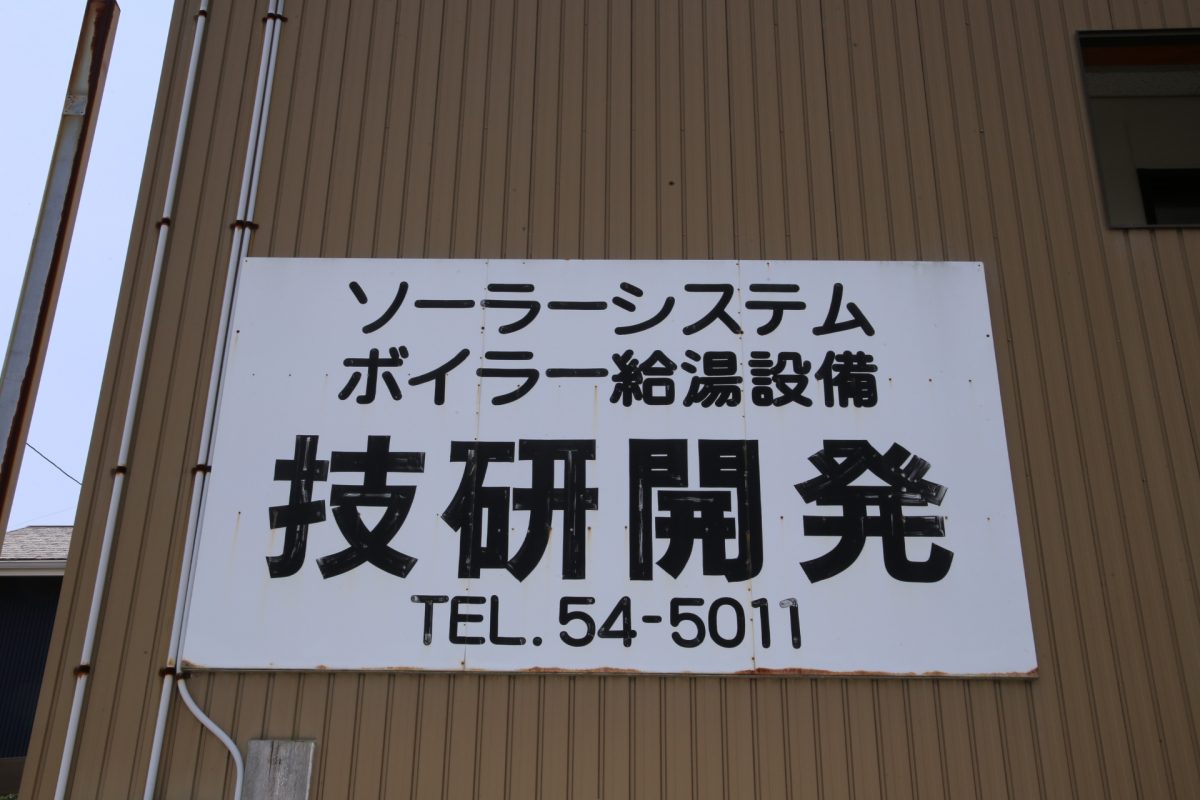 ソーラーシステム
ボイラー給湯設備
技研開発
TEL. 54-5011